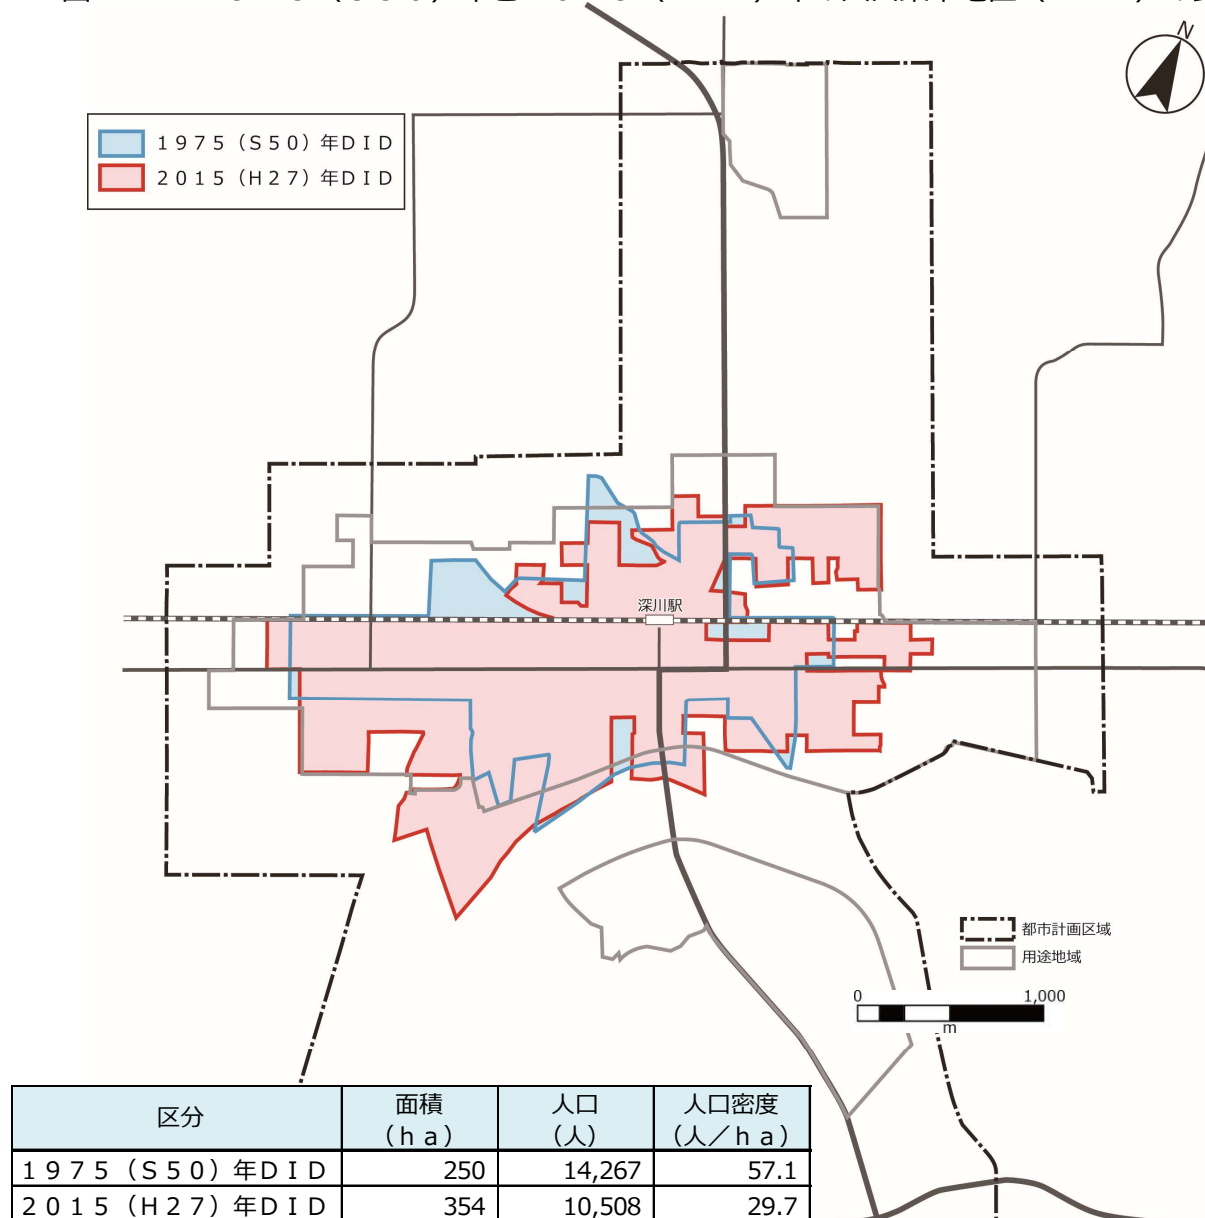 N
１９７５（Ｓ５０）年ＤＩＤ
２０１５（Ｈ２７）年ＤＩＤ
深川駅
都市計画区域
用途地域
0 1,000
m
区分 面積（ｈａ） 人口（人） 人口密度（人／ｈａ）
１９７５（Ｓ５０）年ＤＩＤ 250 14,267 57.1
２０１５（Ｈ２７）年ＤＩＤ 354 10,508 29.7